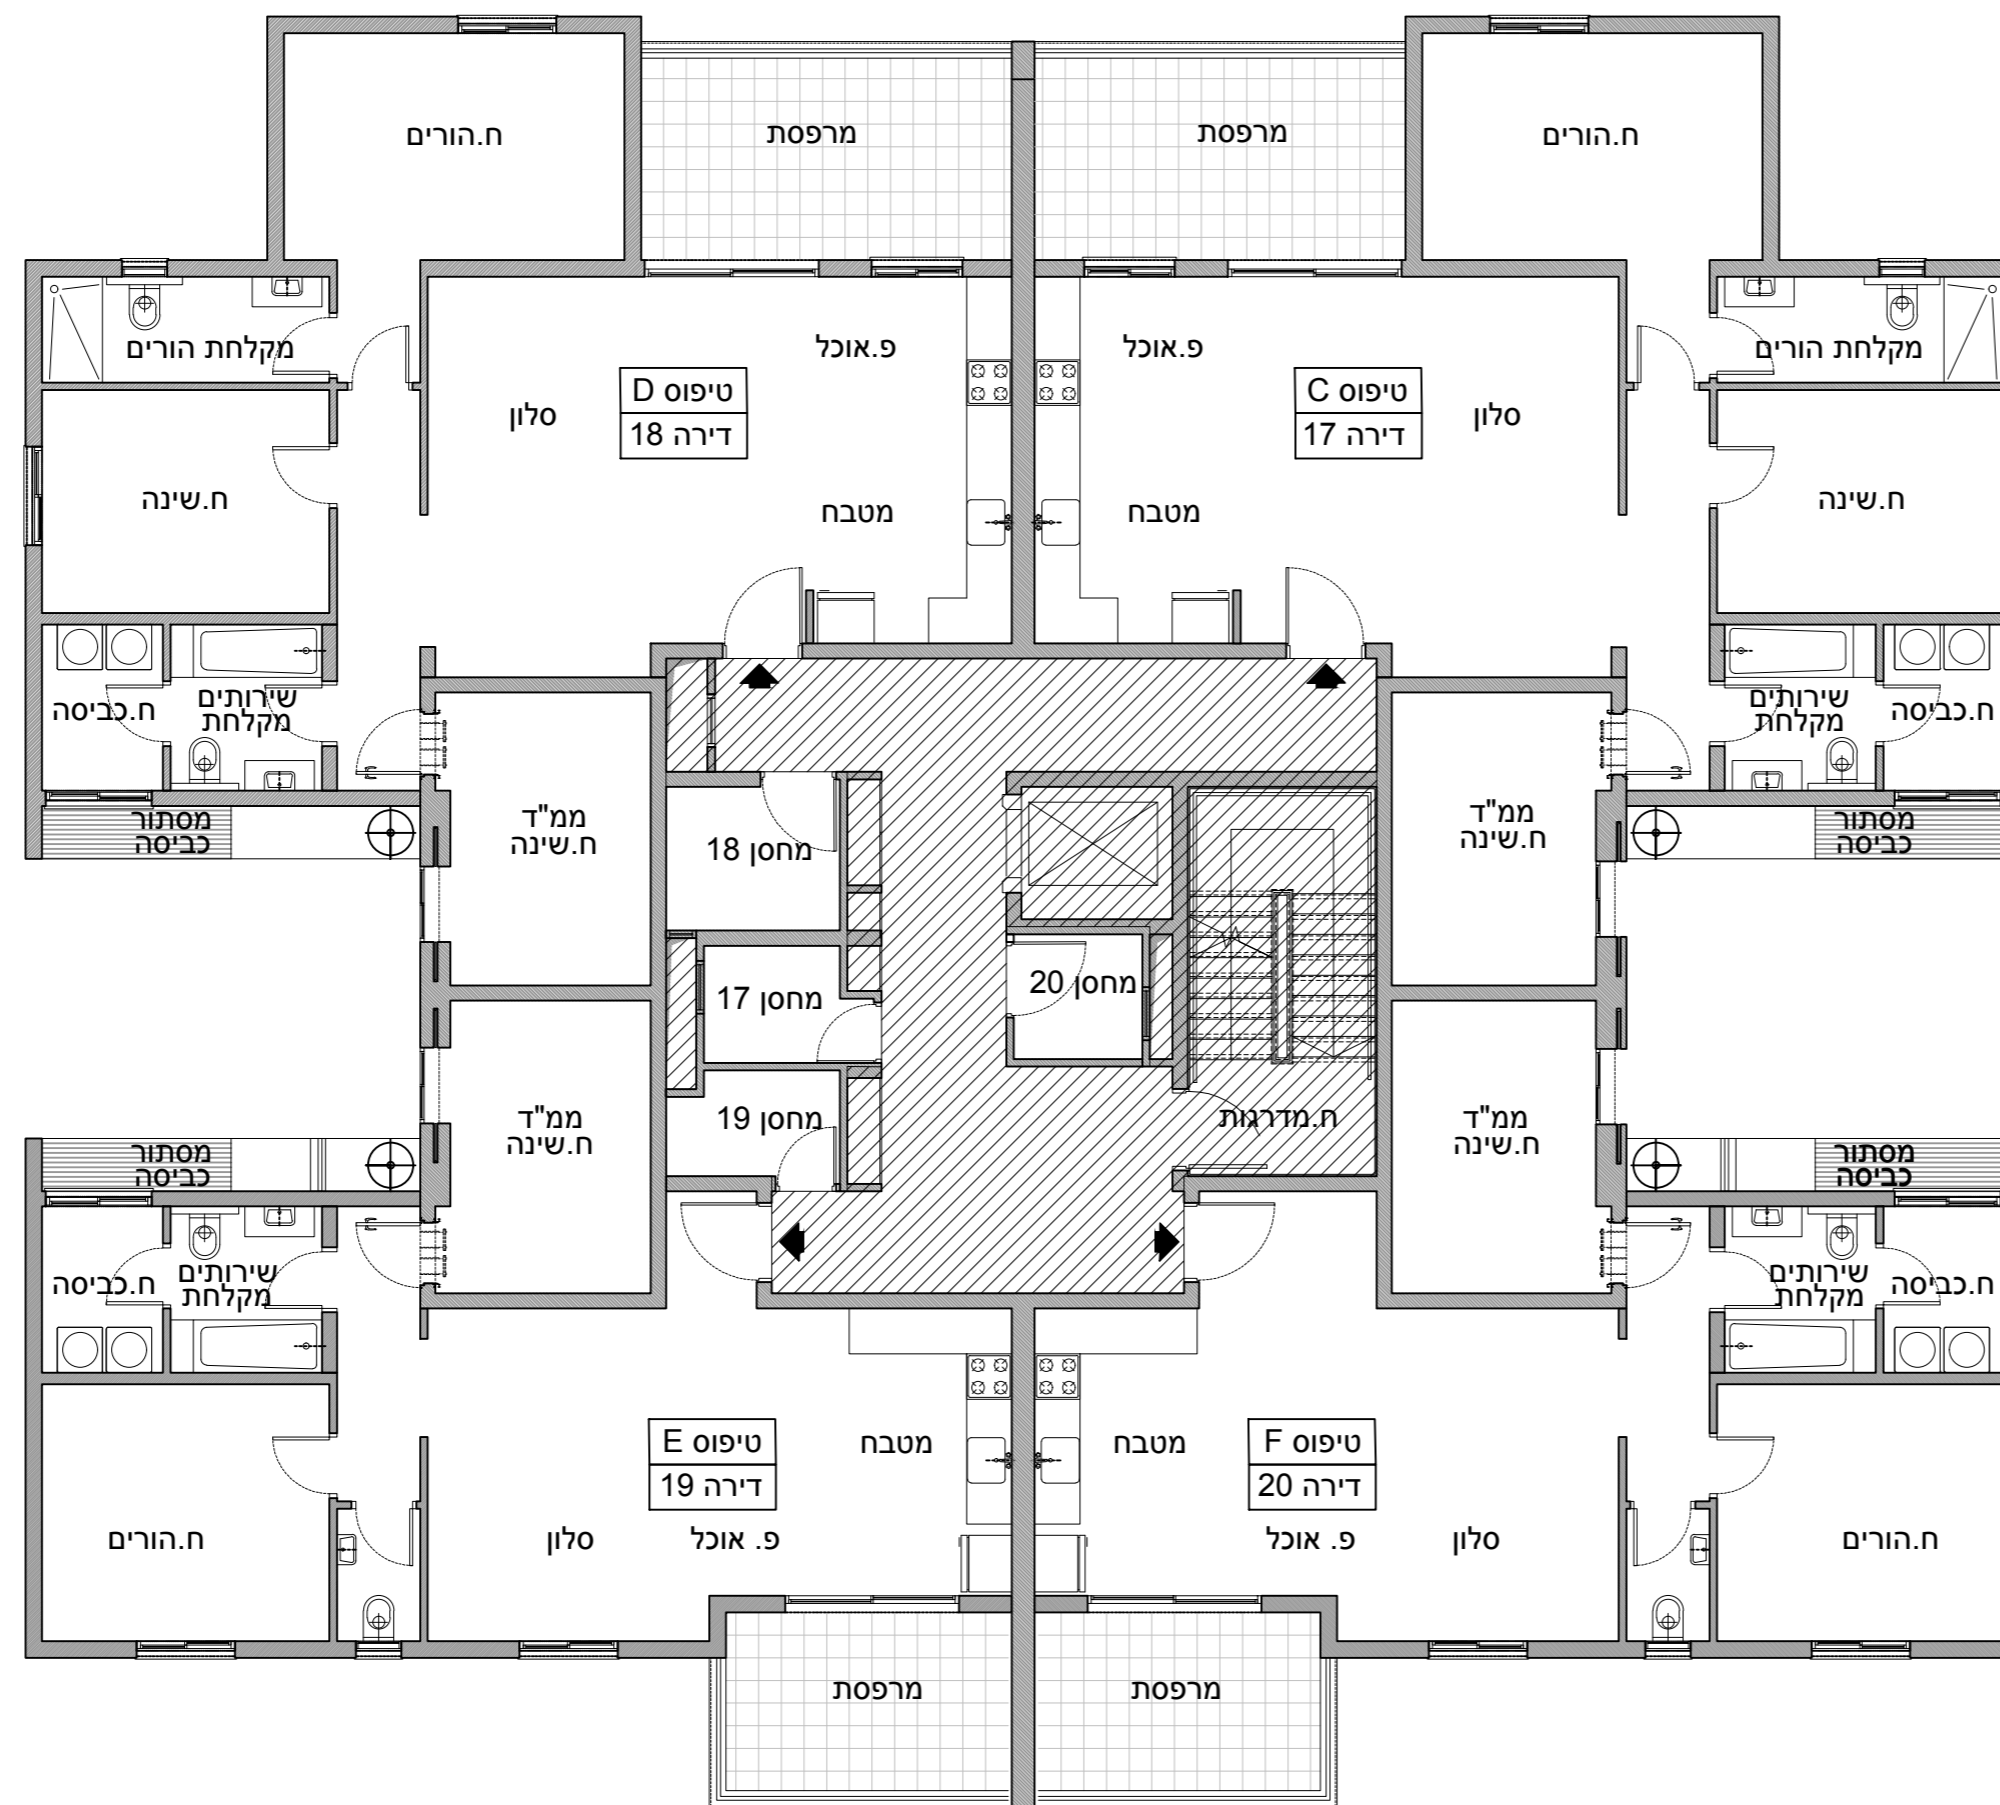 ח.הורים
מרפסת
מרפסת
ח.הורים
מקלחת הורים
פ.אוכל
פ.אוכל
מקלחת הורים
סלון
טיפוס D
דירה 18
טיפוס C
דירה 17
סלון
ח.שינה
מטבח
מטבח
ח.שינה
ח.כביסה
שירותים
מקלחת
שירותים
מקלחת
ח.כביסה
מסתור
כביסה
ממ"ד
ח.שינה
מחסן 18
ממ"ד
ח.שינה
מסתור
כביסה
מחסן 17
מחסן 20
מסתור
כביסה
ממ"ד
ח.שינה
מחסן 19
ח.מדרגות
ממ"ד
ח.שינה
מסתור
כביסה
ח.כביסה
שירותים
מקלחת
שירותים
מקלחת
ח.כביסה
טיפוס E
דירה 19
מטבח
מטבח
טיפוס F
דירה 20
ח.הורים
סלון
פ. אוכל
פ. אוכל
סלון
ח.הורים
מרפסת
מרפסת